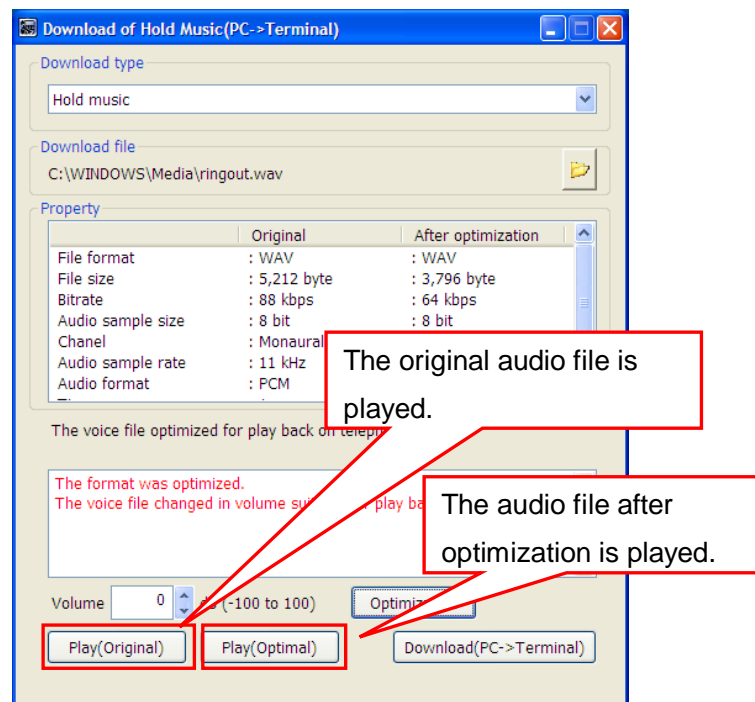 Download of Hold Music(PC->Terminal)
Download type
Hold music
Download file
C:\WINDOWS\Media\ringout.wav
Property
Original After optimization
File format : WAV : WAV
File size : 5,212 byte : 3,796 byte
Bitrate : 88 kbps : 64 kbps
Audio sample size : 8 bit : 8 bit
Chanel : Monaural
Audio sample rate : 11 kHz
Audio format : PCM
The original audio file is
played.
The voice file optimized for play back on
The format was optimized.
The voice file changed in volume play
The audio file after
optimization is played.
Volume 0 (-100 to 100)
Play(Original) Play(Optimal) Download(PC->Terminal)